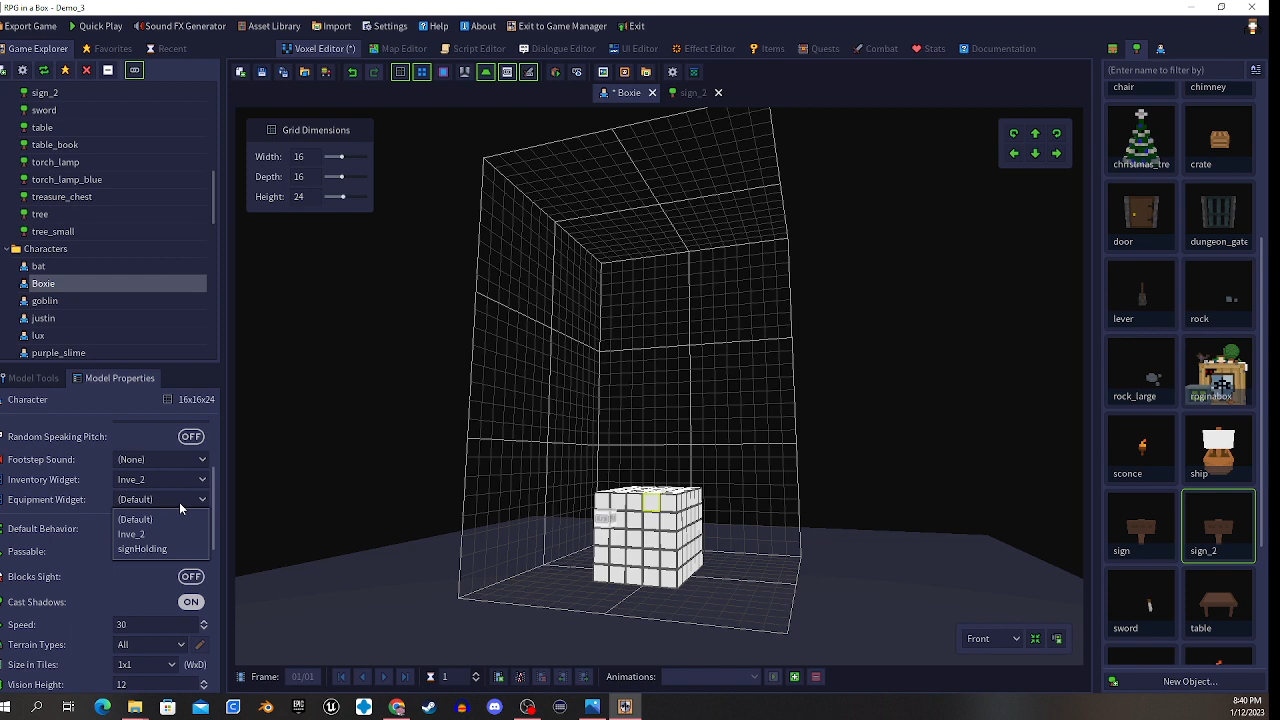 RPG in a Box - Demo_3
Export Game Quick Play Sound FX Generator Asset Library Import Settings Help About Exit to Game Manager Exit
Game Explorer Favorites Recent Voxel Editor (*) Map Editor Script Editor Dialogue Editor UI Editor Effect Editor Items Quests Combat Stats Documentation
(Enter name to filter by)
sign_2
sword
table
table_book
torch_lamp
torch_lamp_blue
treasure_chest
tree
tree_small
Characters
bat
Boxie
goblin
justin
lux
purple_slime
Model Tools Model Properties
Character 16x16x24
Random Speaking Pitch: OFF
Footstep Sound: (None)
Inventory Widget: Inve_2
Equipment Widget: (Default)
(Default)
Inve_2
signHolding
Default Behavior:
Passable:
Blocks Sight: OFF
Cast Shadows: ON
Speed: 30
Terrain Types: All
Size in Tiles: 1x1 (WxD)
Vision Height: 12
* Boxie sign_2
Grid Dimensions
Width: 16
Depth: 16
Height: 24
Front
Frame: 01/01 1 Animations:
chair chimney
christmas_tre crate
door dungeon_gate
lever rock
rock_large rpginabox
sconce ship
sign sign_2
sword table
New Object...
8:40 PM
1/12/2023